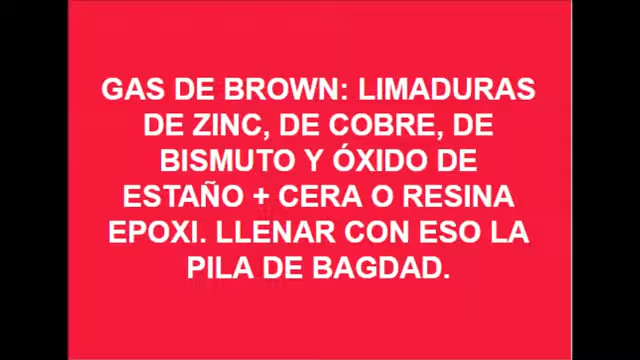 GAS DE BROWN: LIMADURAS
DE ZINC, DE COBRE, DE
BISMUTO Y ÓXIDO DE
ESTAÑO + CERA O RESINA
EPOXI. LLENAR CON ESO LA
PILA DE BAGDAD.